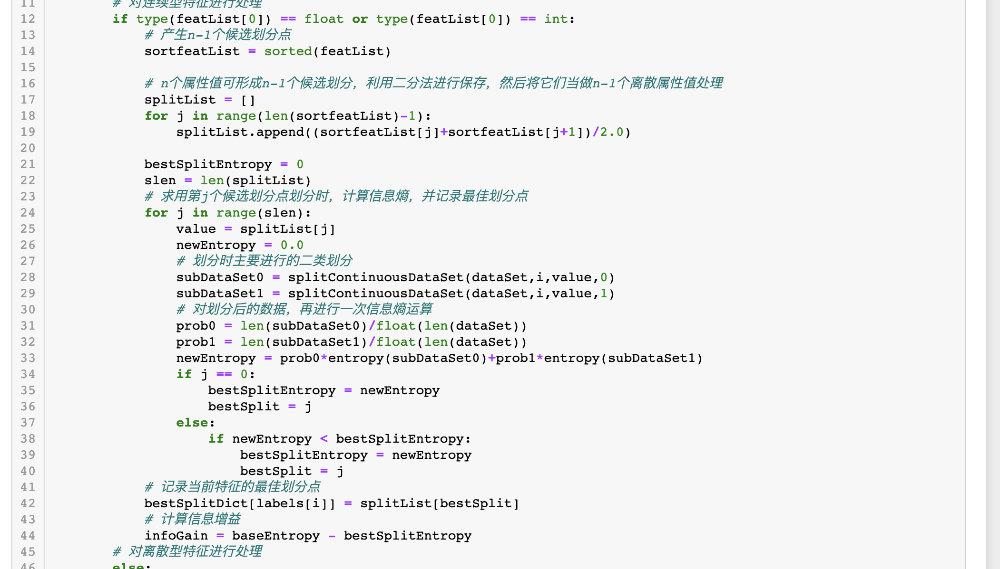 11 # 对连续型特征进行处理
12 if type(featList[0]) == float or type(featList[0]) == int:
13 # 产生n-1个候选划分点
14 sortfeatList = sorted(featList)
15
16 # n个属性值可形成n-1个候选划分，利用二分法进行保存，然后将它们当做n-1个离散属性值处理
17 splitList = []
18 for j in range(len(sortfeatList)-1):
19 splitList.append((sortfeatList[j]+sortfeatList[j+1])/2.0)
20
21 bestSplitEntropy = 0
22 slen = len(splitList)
23 # 求用第j个候选划分点划分时，计算信息熵，并记录最佳划分点
24 for j in range(slen):
25 value = splitList[j]
26 newEntropy = 0.0
27 # 划分时主要进行的二类划分
28 subDataSet0 = splitContinuousDataSet(dataSet,i,value,0)
29 subDataSet1 = splitContinuousDataSet(dataSet,i,value,1)
30 # 对划分后的数据，再进行一次信息熵运算
31 prob0 = len(subDataSet0)/float(len(dataSet))
32 prob1 = len(subDataSet1)/float(len(dataSet))
33 newEntropy = prob0*entropy(subDataSet0)+prob1*entropy(subDataSet1)
34 if j == 0:
35 bestSplitEntropy = newEntropy
36 bestSplit = j
37 else:
38 if newEntropy < bestSplitEntropy:
39 bestSplitEntropy = newEntropy
40 bestSplit = j
41 # 记录当前特征的最佳划分点
42 bestSplitDict[labels[i]] = splitList[bestSplit]
43 # 计算信息增益
44 infoGain = baseEntropy - bestSplitEntropy
45 # 对离散型特征进行处理
46 else: